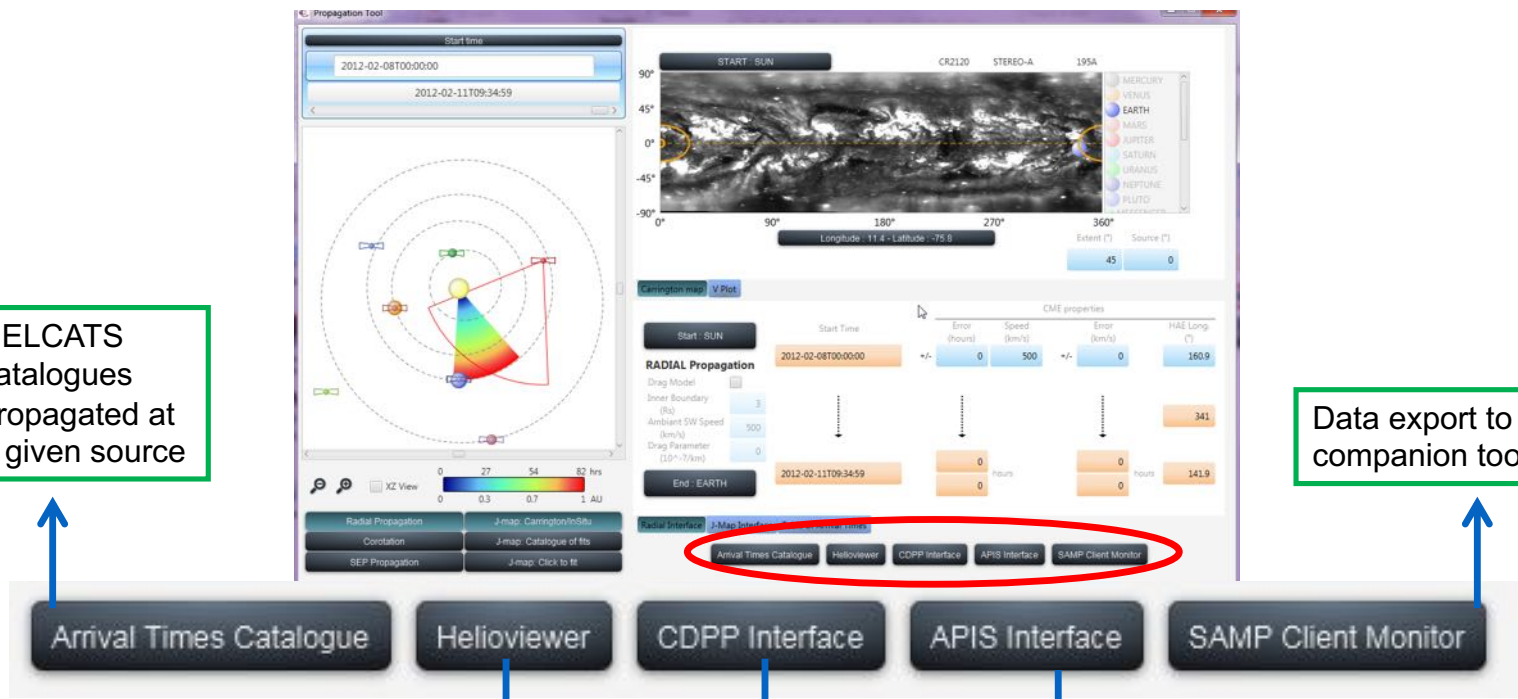 Propagation Tool
Start time
2012-02-08T00:00:00
2012-02-11T09:34:59
START : SUN
CR2120 STEREO-A 195A
90°
45°
0°
-45°
-90°
0° 90° 180° 270° 360°
MERCURY
VENUS
EARTH
MARS
JUPITER
SATURN
URANUS
NEPTUNE
PLUTO
Longitude : 11.4 - Latitude : -75.8
Extent (°) Source (°)
45 0
Carrington map V Plot
CME properties
Start : SUN
Start Time
Error (hours)
Speed (km/s)
Error (km/s)
HAE Long. (°)
2012-02-08T00:00:00 +/- 0 500 +/- 0 160.9
RADIAL Propagation
Drag Model
Inner Boundary (Rs) 3
Ambiant SW Speed (km/s) 500
Drag Parameter (10^-7/km) 0
341
End : EARTH
2012-02-11T09:34:59
0
0
hours
0
0
hours
141.9
0 27 54 82 hrs
XZ View
0 0.3 0.7 1 AU
Radial Propagation J-map: Carrington/InSitu
Corotation J-map: Catalogue of fits
SEP Propagation J-map: Click to fit
Radial Interface J-Map Interface
Arrival Times Catalogue Helioviewer CDPP Interface APIS Interface SAMP Client Monitor
ELCATS
atalogues
ropagated at
given source
Data export to
companion too
Arrival Times Catalogue Helioviewer CDPP Interface APIS Interface SAMP Client Monitor